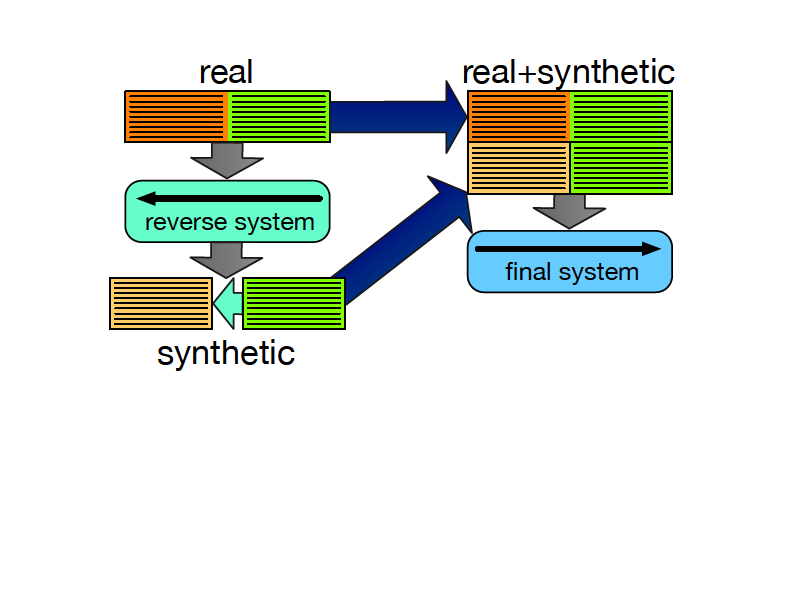 real
real+synthetic
reverse system
final system
synthetic